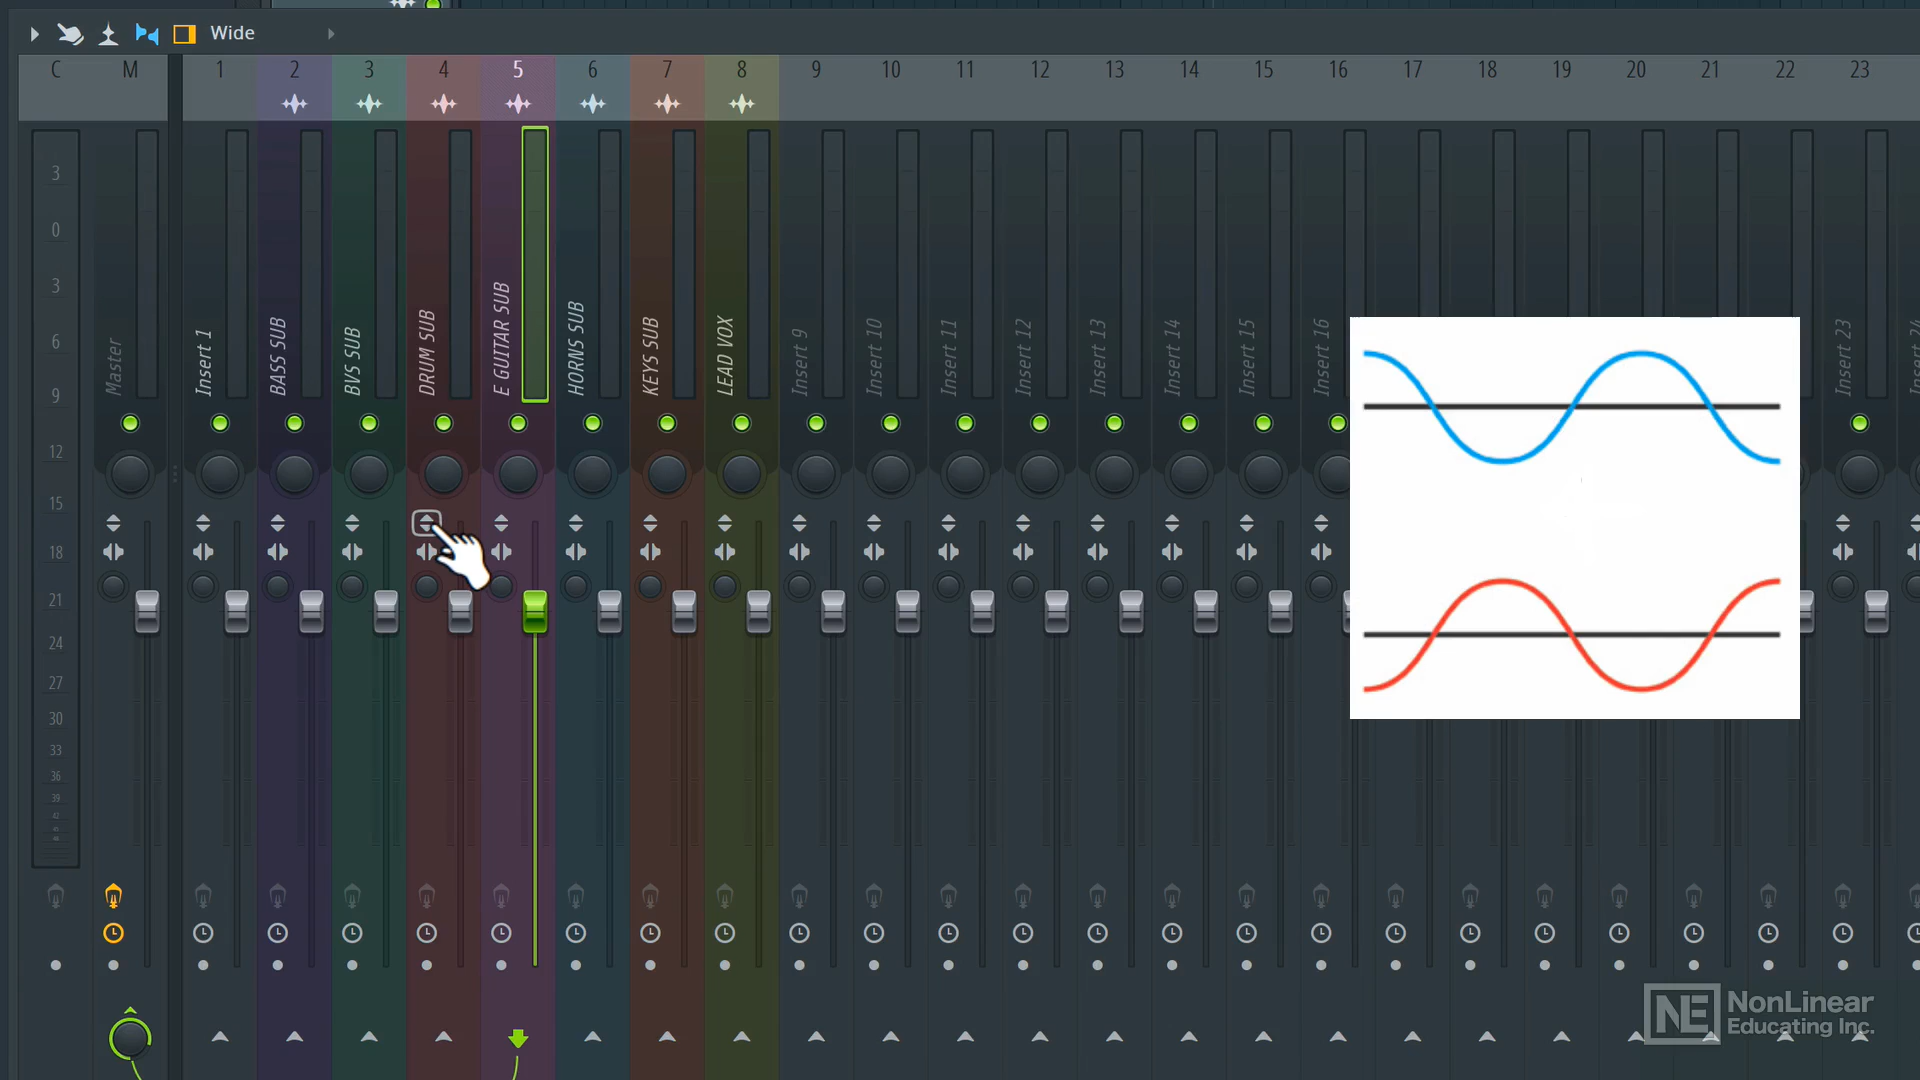 Wide
C M 1 2 3 4 5 6 7 8 9 10 11 12 13 14 15 16 17 18 19 20 21 22 23
3
0
3
6
9
12
15
18
21
24
27
30
33
36
39
42
Master
Insert 1
BASS SUB
BVS SUB
DRUM SUB
E GUITAR SUB
HORNS SUB
KEYS SUB
LEAD VOX
Insert 9
Insert 10
Insert 11
Insert 12
Insert 13
Insert 14
Insert 15
Insert 16
Insert 23
NE NonLinear
Educating Inc.